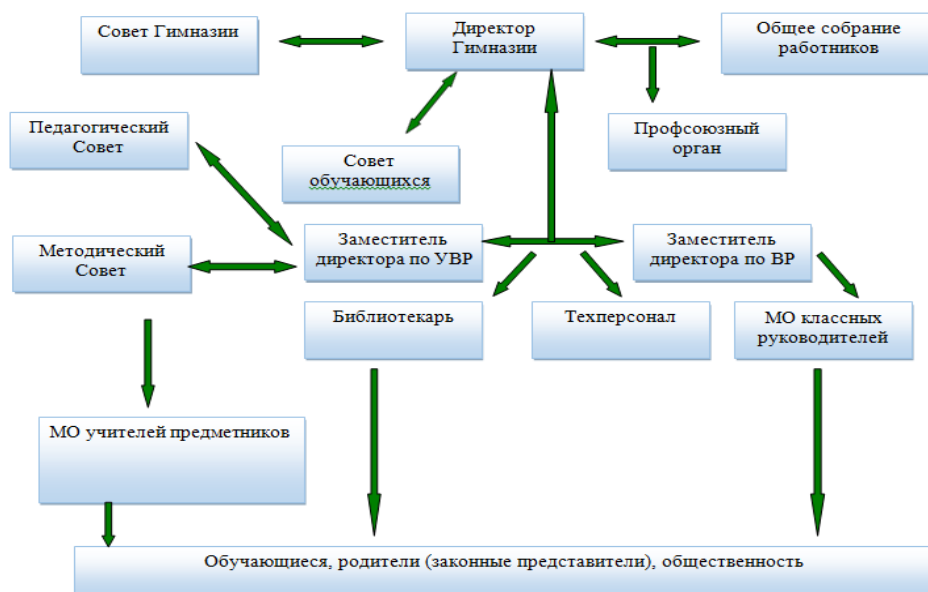 Совет Гимназии
Директор
Гимназии
Общее собрание
работников
Педагогический
Совет
Совет
обучающихся
Профсоюзный
орган
Методический
Совет
Заместитель
директора по УВР
Заместитель
директора по ВР
Библиотекарь
Техперсонал
МО классных
руководителей
МО учителей предметников
Обучающиеся, родители (законные представители), общественность